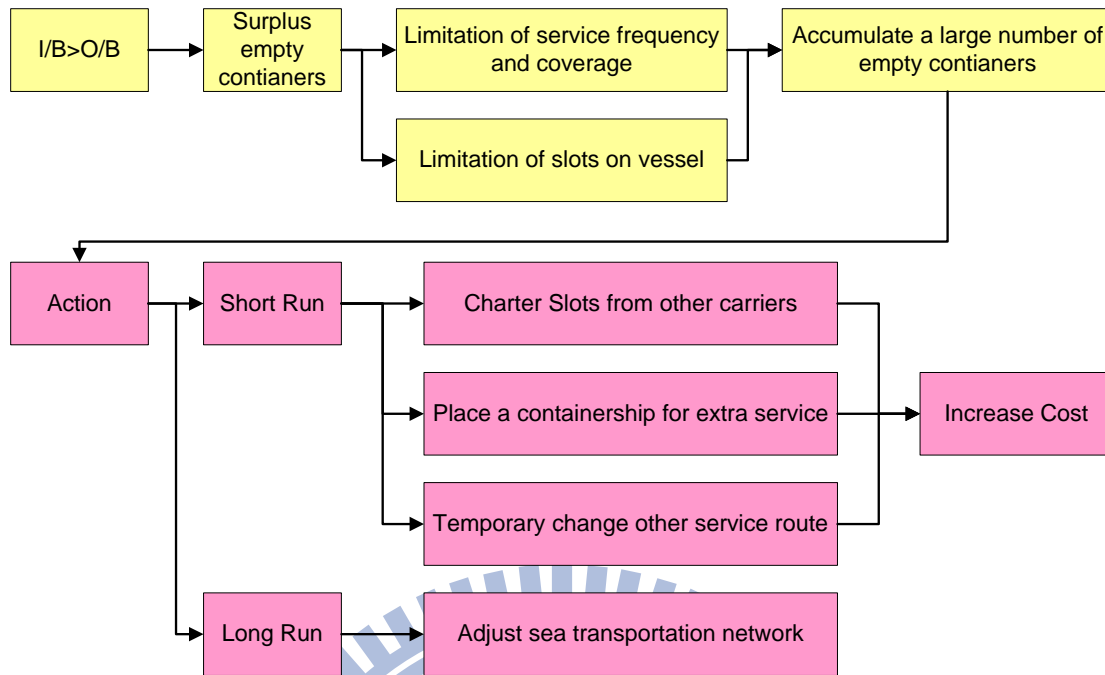 I/B>O/B
Surplus
empty
contianers
Limitation of service frequency
and coverage
Accumulate a large number of
empty contianers
Limitation of slots on vessel
Action
Short Run
Charter Slots from other carriers
Place a containership for extra service
Increase Cost
Temporary change other service route
Long Run
Adjust sea transportation network